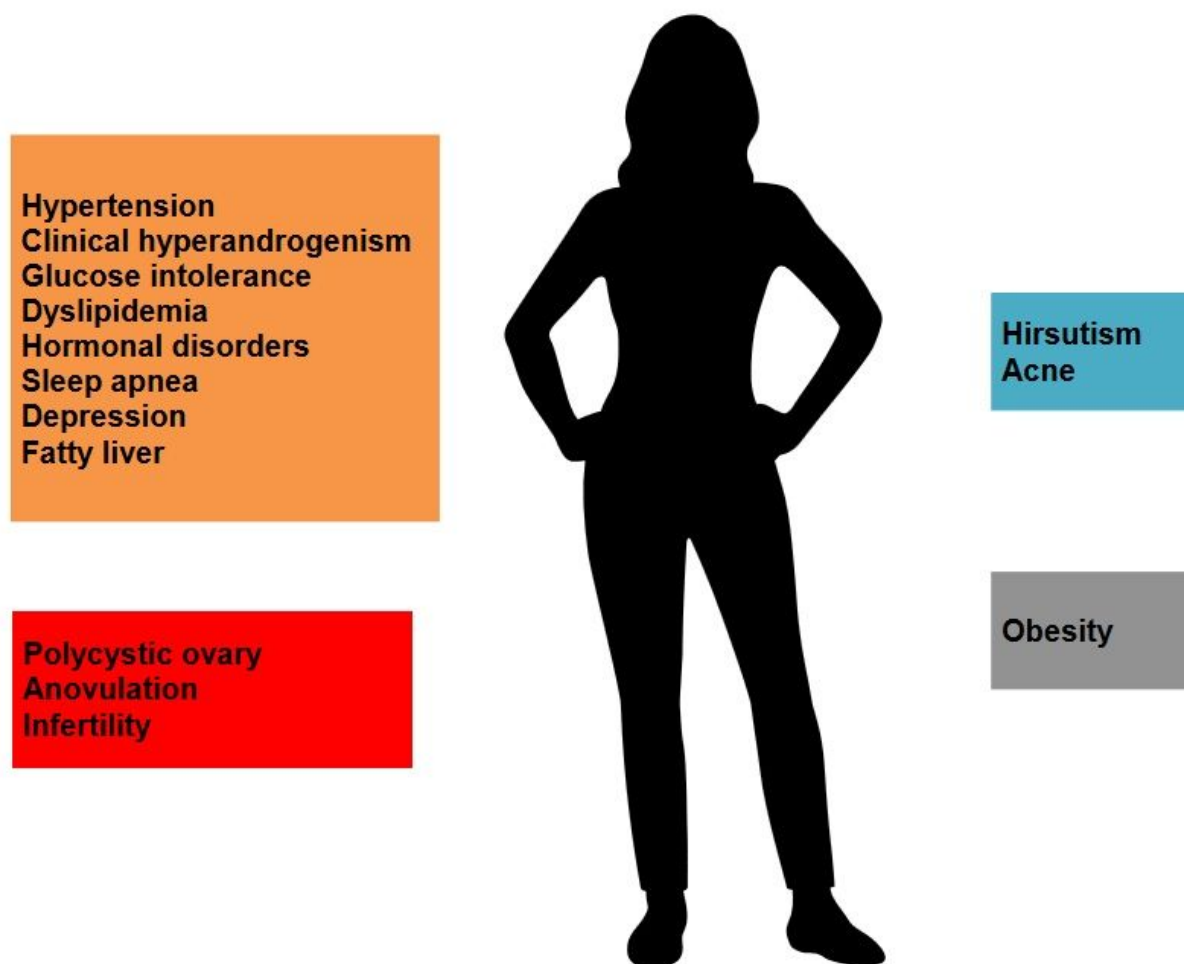 Hypertension
Clinical hyperandrogenism
Glucose intolerance
Dyslipidemia
Hormonal disorders
Sleep apnea
Depression
Fatty liver
Polycystic ovary
Anovulation
Infertility
Hirsutism
Acne
Obesity